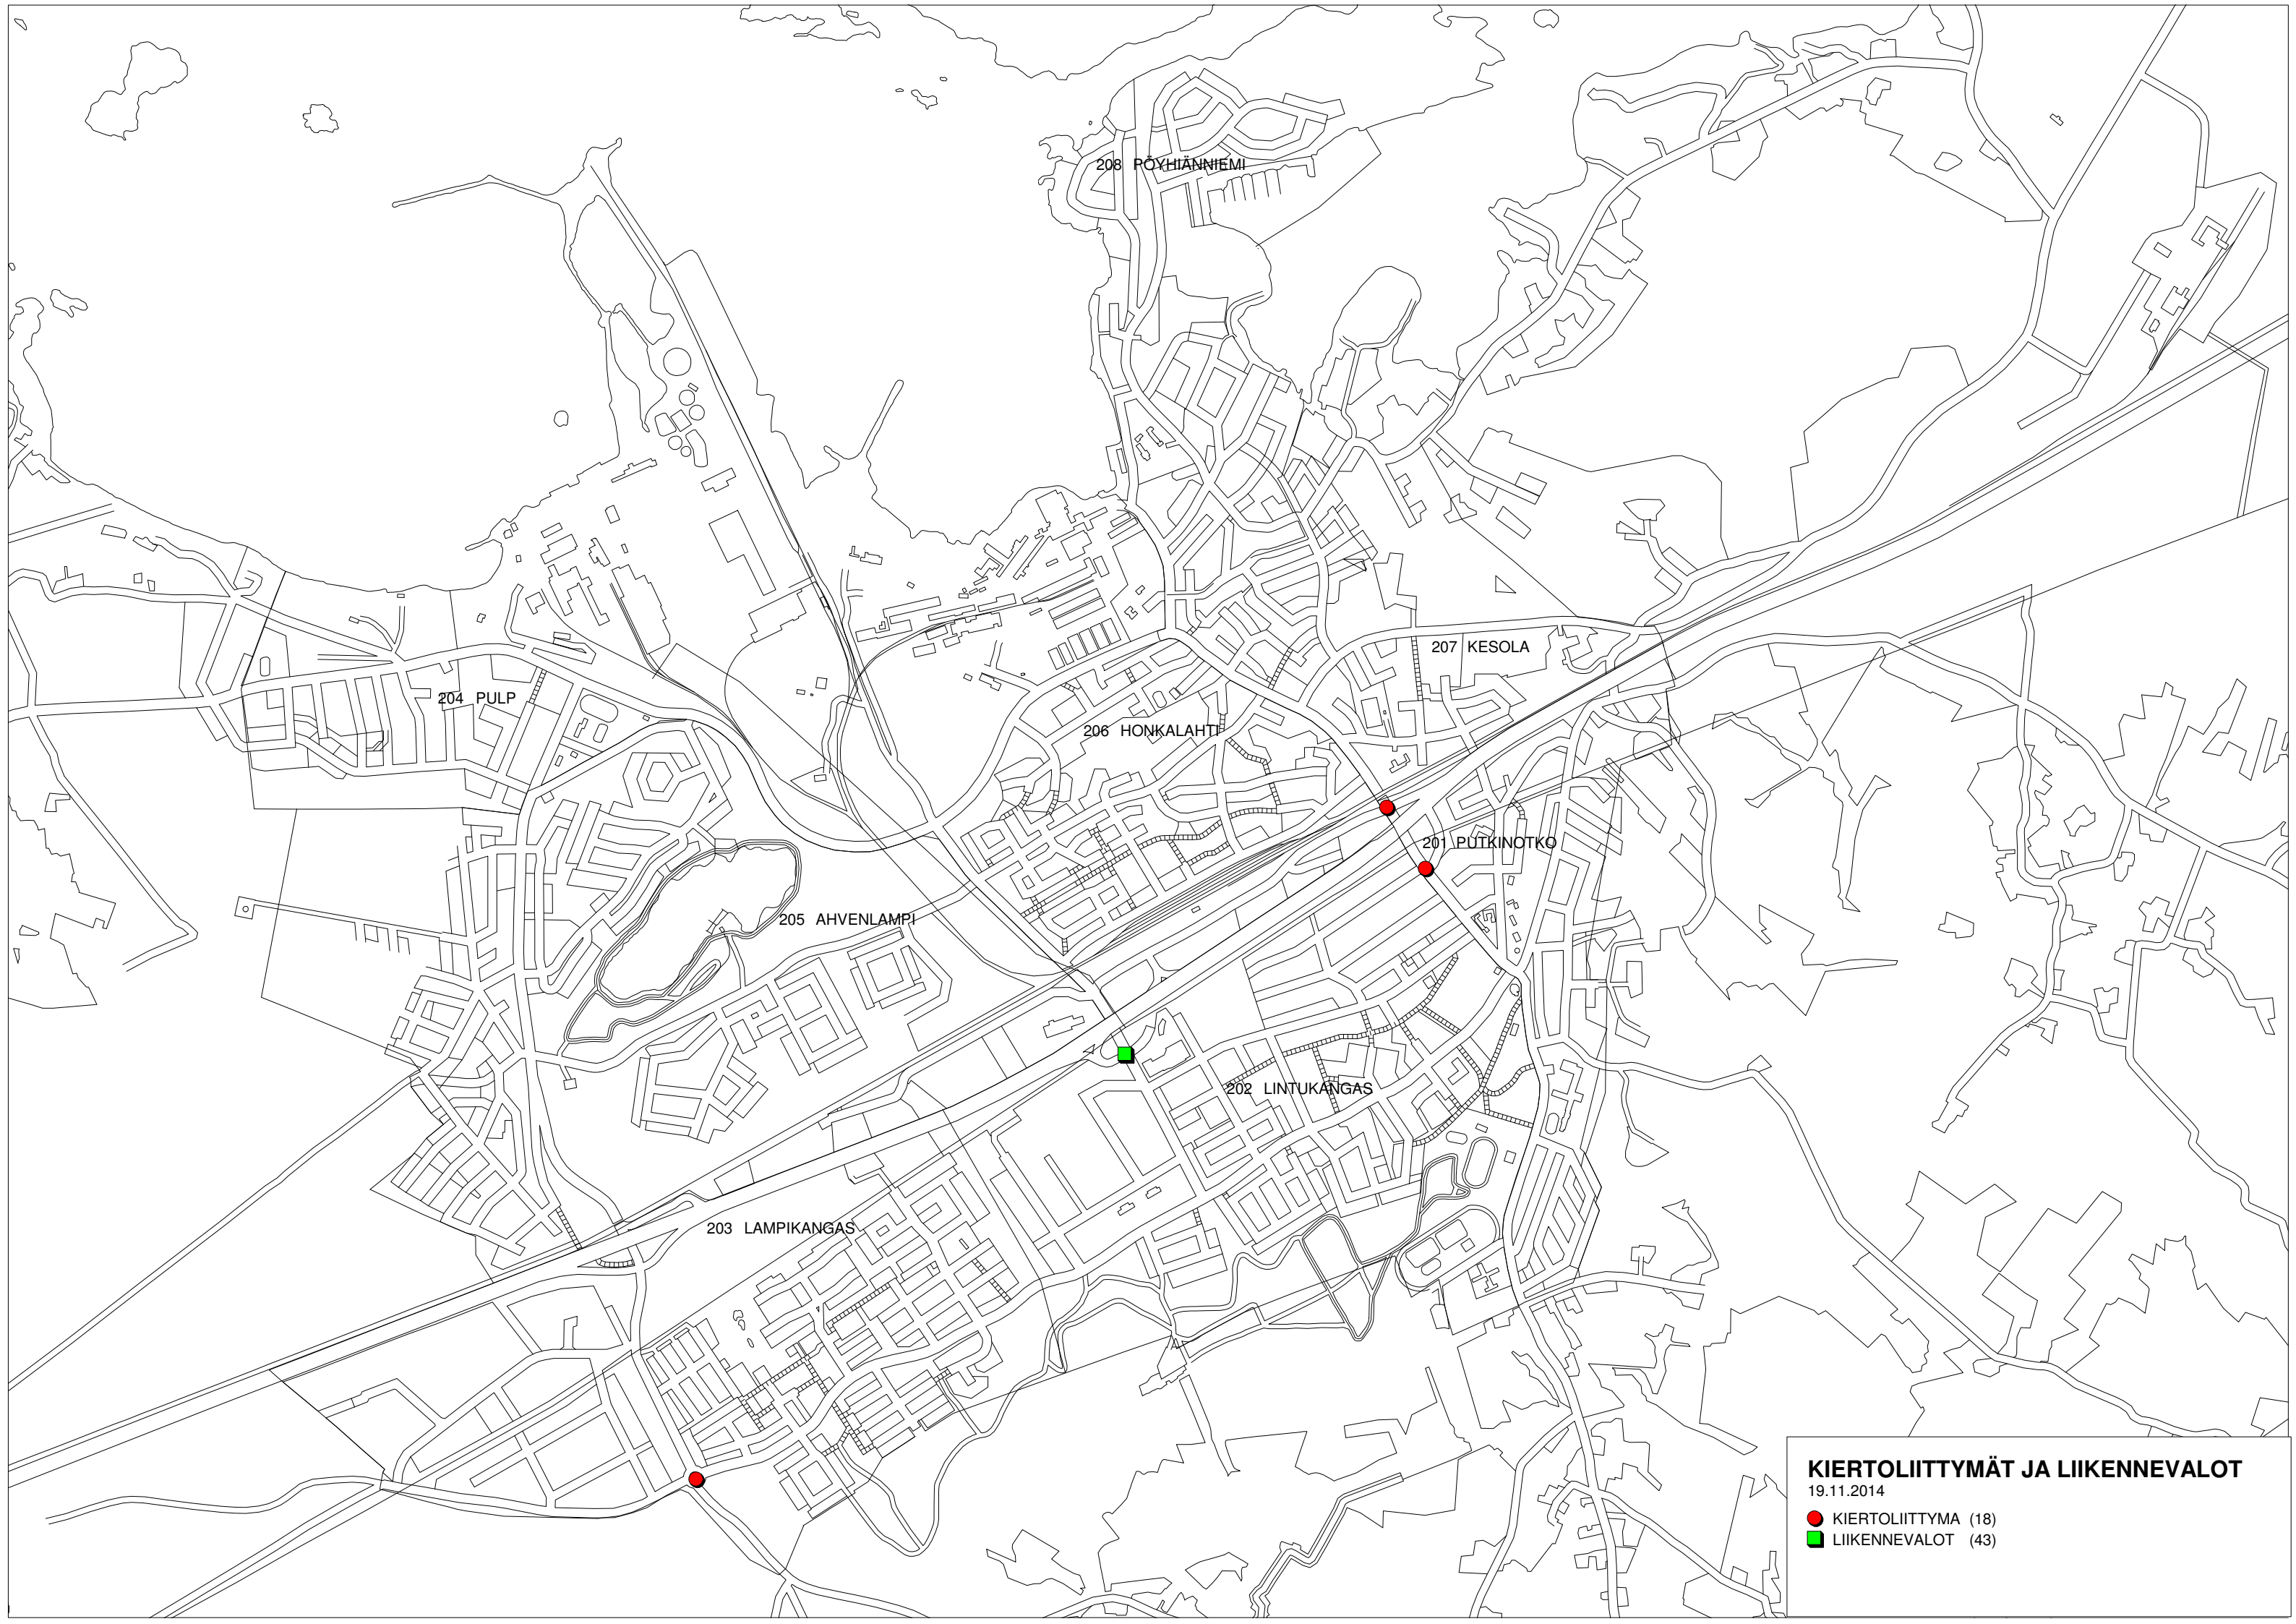 208 PÖYHIÄNNIEMI
207 KESOLA
204 PULP
206 HONKALAHTI
201 PUTKINOTKO
205 AHVENLAMPI
202 LINTUKANGAS
203 LAMPIKANGAS
KIERTOLIITTYMÄT JA LIIKENNEVALOT
19.11.2014
KIERTOLIITTYMA (18)
LIIKENNEVALOT (43)